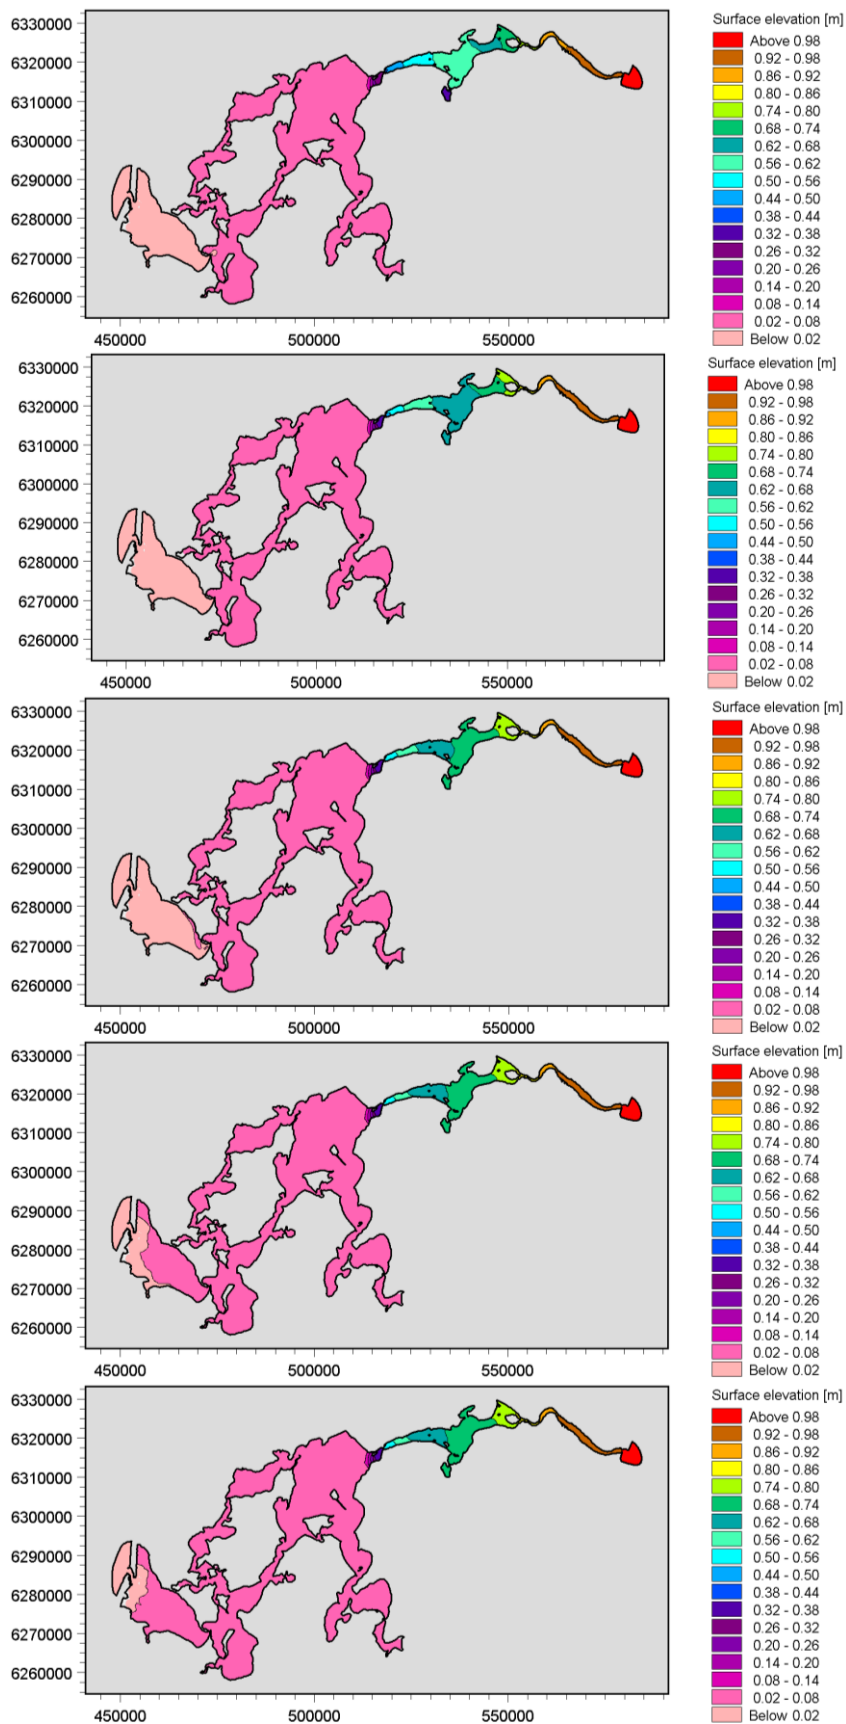 Surface elevation [m]
6330000
6320000
6310000
6300000
6290000
6280000
6270000
6260000
450000 500000 550000
Above 0.98
0.92 - 0.98
0.86 - 0.92
0.80 - 0.86
0.74 - 0.80
0.68 - 0.74
0.62 - 0.68
0.56 - 0.62
0.50 - 0.56
0.44 - 0.50
0.38 - 0.44
0.32 - 0.38
0.26 - 0.32
0.20 - 0.26
0.14 - 0.20
0.08 - 0.14
0.02 - 0.08
Below 0.02
Surface elevation [m]
6330000
6320000
6310000
6300000
6290000
6280000
6270000
6260000
450000 500000 550000
Above 0.98
0.92 - 0.98
0.86 - 0.92
0.80 - 0.86
0.74 - 0.80
0.68 - 0.74
0.62 - 0.68
0.56 - 0.62
0.50 - 0.56
0.44 - 0.50
0.38 - 0.44
0.32 - 0.38
0.26 - 0.32
0.20 - 0.26
0.14 - 0.20
0.08 - 0.14
0.02 - 0.08
Below 0.02
Surface elevation [m]
6330000
6320000
6310000
6300000
6290000
6280000
6270000
6260000
450000 500000 550000
Above 0.98
0.92 - 0.98
0.86 - 0.92
0.80 - 0.86
0.74 - 0.80
0.68 - 0.74
0.62 - 0.68
0.56 - 0.62
0.50 - 0.56
0.44 - 0.50
0.38 - 0.44
0.32 - 0.38
0.26 - 0.32
0.20 - 0.26
0.14 - 0.20
0.08 - 0.14
0.02 - 0.08
Below 0.02
Surface elevation [m]
6330000
6320000
6310000
6300000
6290000
6280000
6270000
6260000
450000 500000 550000
Above 0.98
0.92 - 0.98
0.86 - 0.92
0.80 - 0.86
0.74 - 0.80
0.68 - 0.74
0.62 - 0.68
0.56 - 0.62
0.50 - 0.56
0.44 - 0.50
0.38 - 0.44
0.32 - 0.38
0.26 - 0.32
0.20 - 0.26
0.14 - 0.20
0.08 - 0.14
0.02 - 0.08
Below 0.02
Surface elevation [m]
6330000
6320000
6310000
6300000
6290000
6280000
6270000
6260000
450000 500000 550000
Above 0.98
0.92 - 0.98
0.86 - 0.92
0.80 - 0.86
0.74 - 0.80
0.68 - 0.74
0.62 - 0.68
0.56 - 0.62
0.50 - 0.56
0.44 - 0.50
0.38 - 0.44
0.32 - 0.38
0.26 - 0.32
0.20 - 0.26
0.14 - 0.20
0.08 - 0.14
0.02 - 0.08
Below 0.02